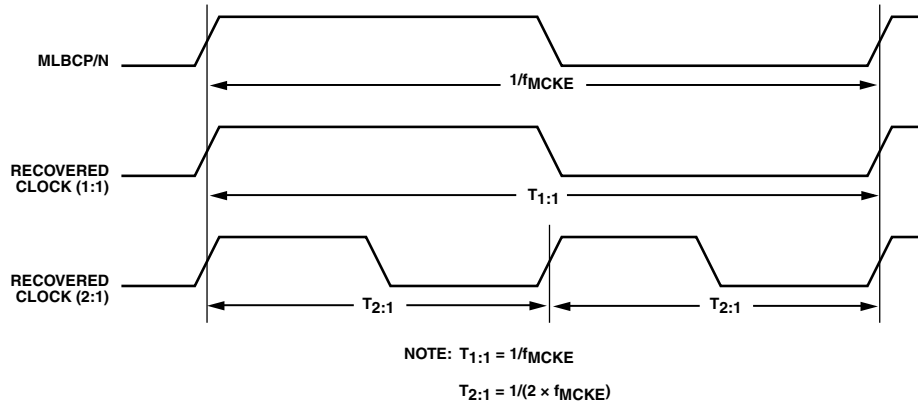 MLBCP/N
1/fMCKE
RECOVERED
CLOCK (1:1)
T1:1
RECOVERED
CLOCK (2:1)
T2:1
T2:1
NOTE: T1:1 = 1/fMCKE
T2:1 = 1/(2 × fMCKE)